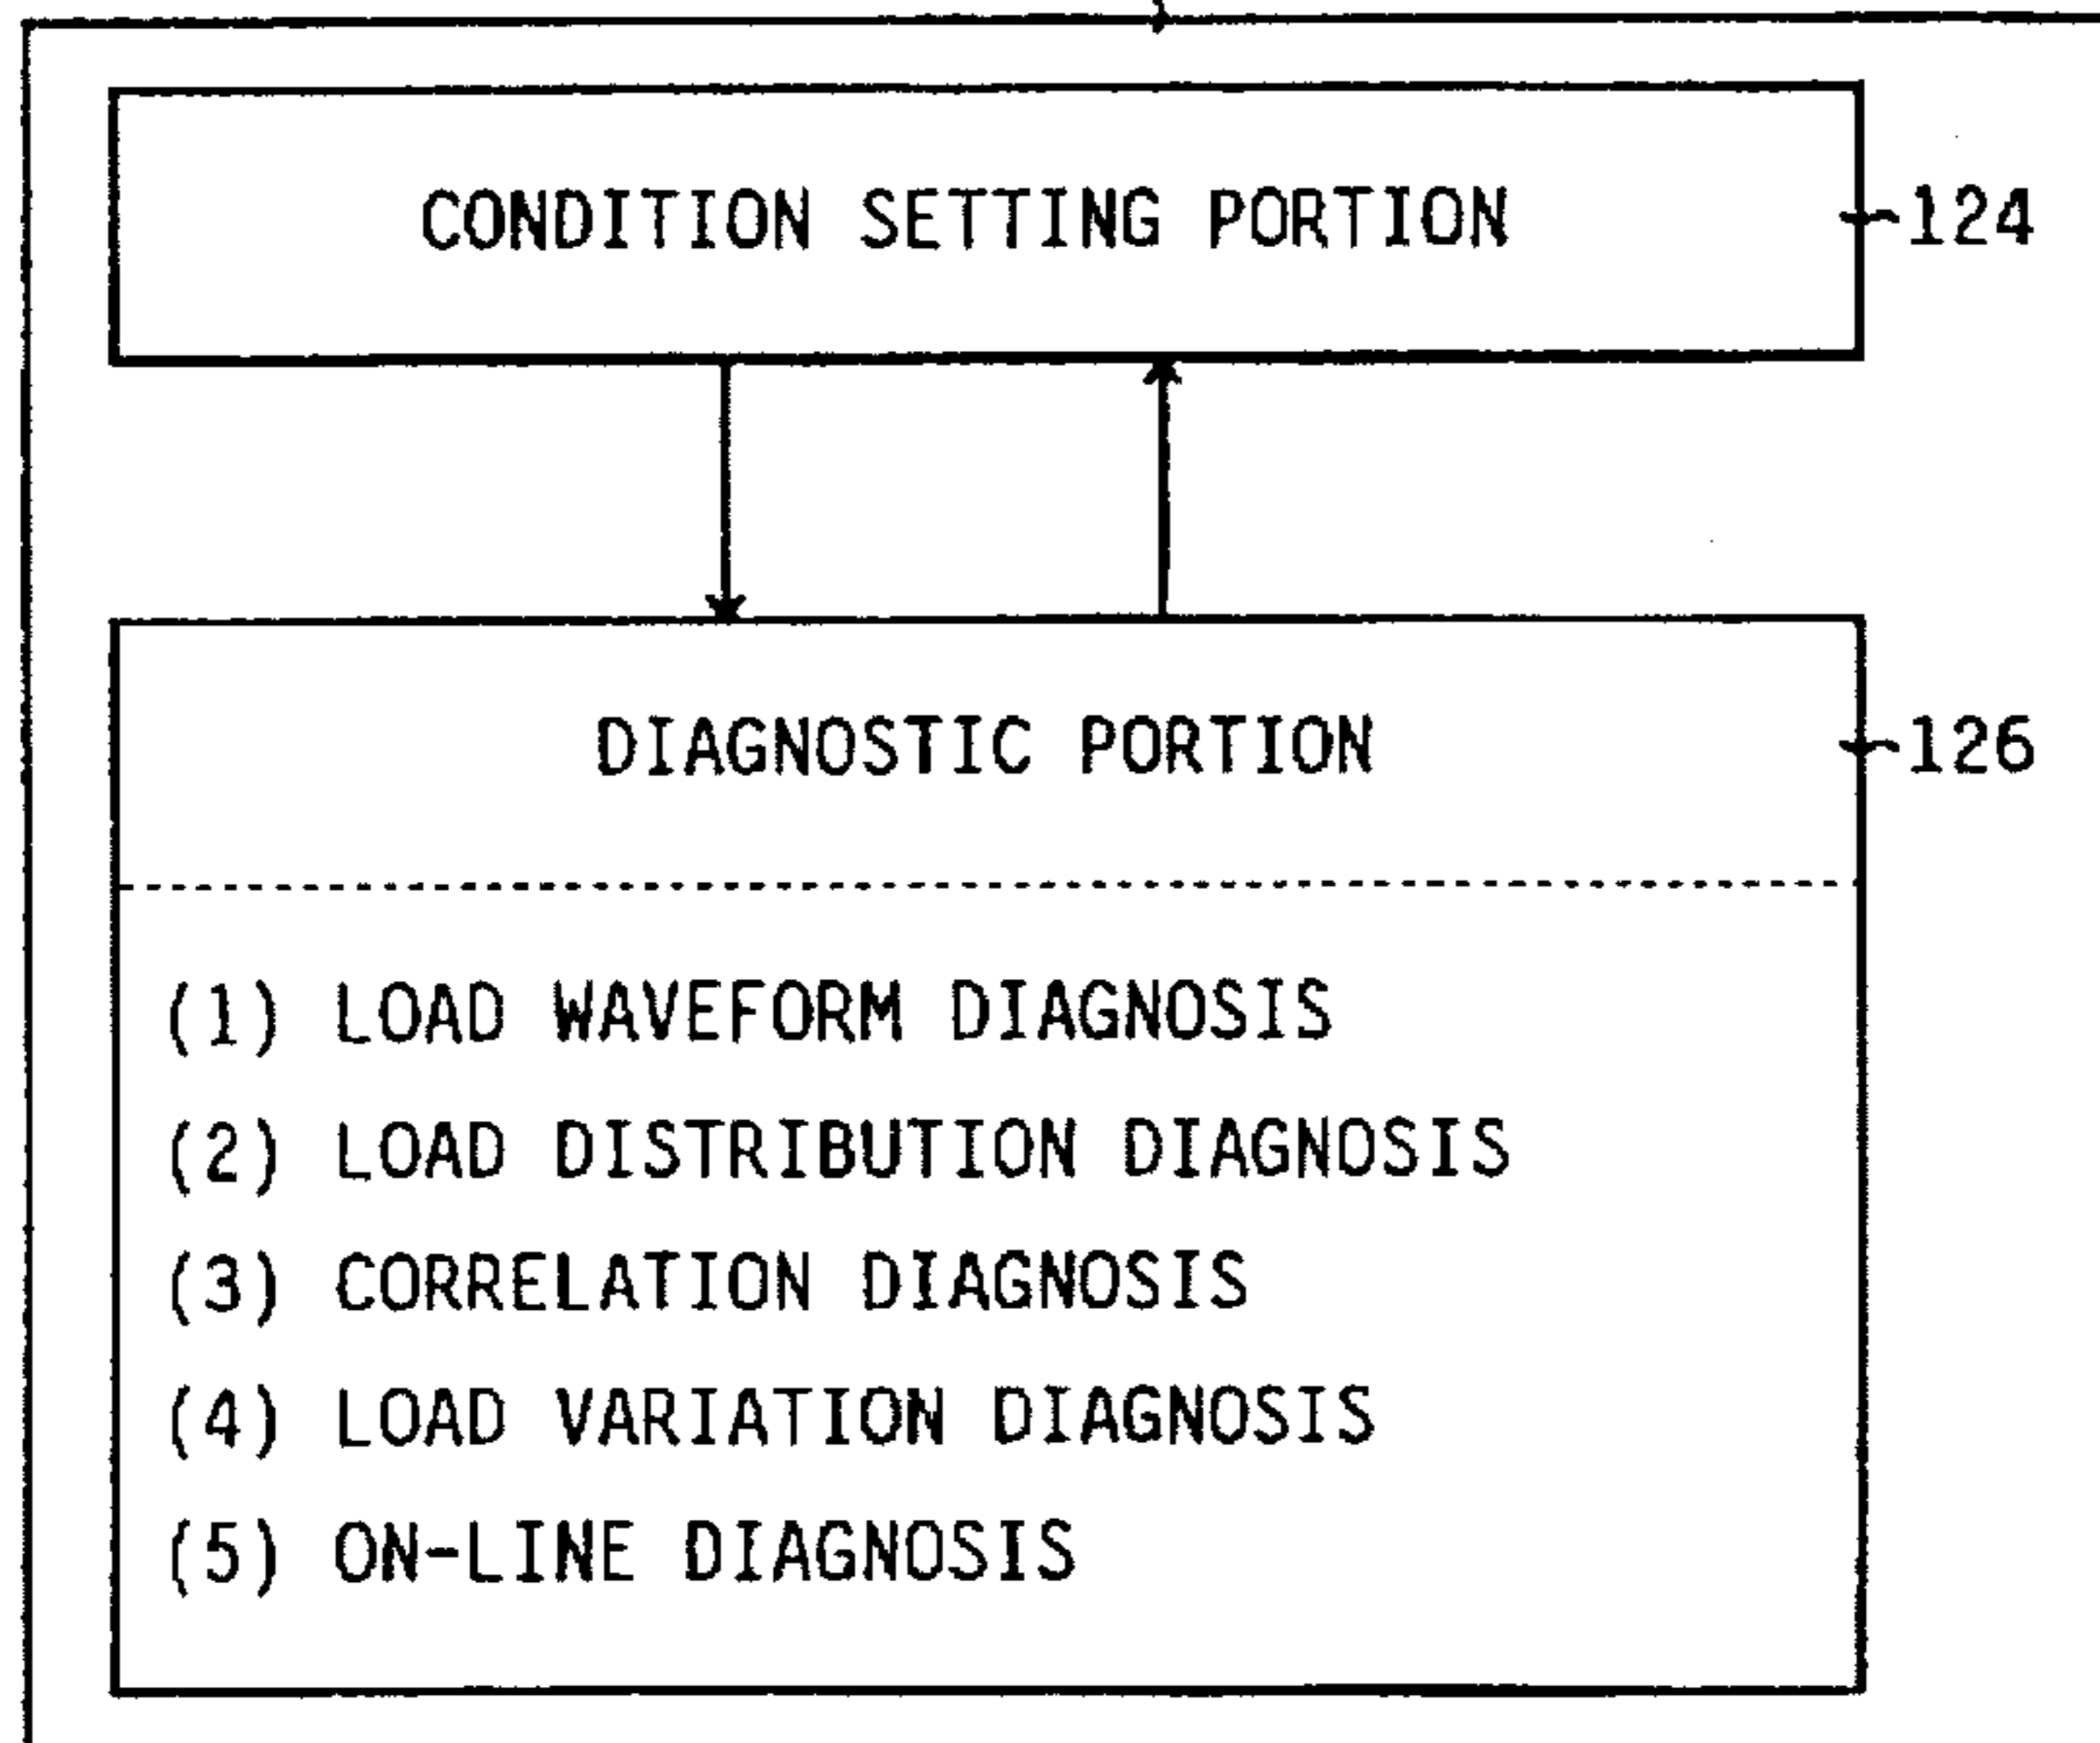 CONDITION SETTING PORTION
124
DIAGNOSTIC PORTION
126
(1) LOAD WAVEFORM DIAGNOSIS
(2) LOAD DISTRIBUTION DIAGNOSIS
(3) CORRELATION DIAGNOSIS
(4) LOAD VARIATION DIAGNOSIS
(5) ON-LINE DIAGNOSIS